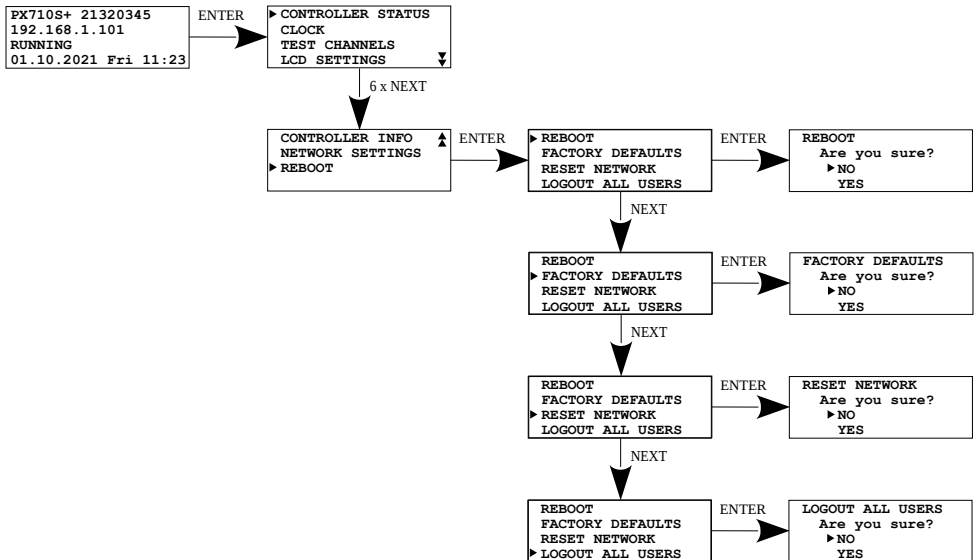 PX710S+ 21320345
192.168.1.101
RUNNING
01.10.2021 Fri 11:23
ENTER
CONTROLLER STATUS
CLOCK
TEST CHANNELS
LCD SETTINGS
6 x NEXT
CONTROLLER INFO
NETWORK SETTINGS
REBOOT
ENTER
REBOOT
FACTORY DEFAULTS
RESET NETWORK
LOGOUT ALL USERS
ENTER
REBOOT
Are you sure?
NO
YES
NEXT
REBOOT
FACTORY DEFAULTS
RESET NETWORK
LOGOUT ALL USERS
ENTER
FACTORY DEFAULTS
Are you sure?
NO
YES
NEXT
REBOOT
FACTORY DEFAULTS
RESET NETWORK
LOGOUT ALL USERS
ENTER
RESET NETWORK
Are you sure?
NO
YES
NEXT
REBOOT
FACTORY DEFAULTS
RESET NETWORK
LOGOUT ALL USERS
ENTER
LOGOUT ALL USERS
Are you sure?
NO
YES